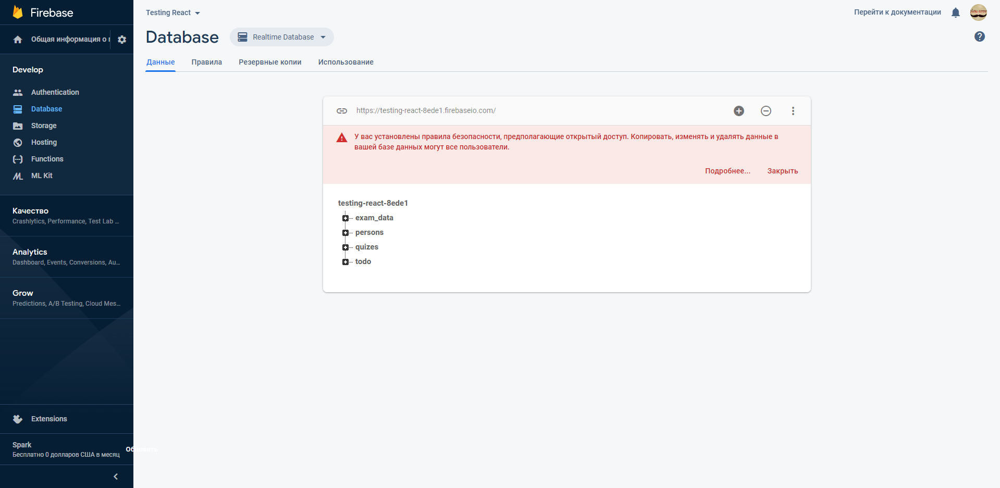 Firebase
Общая информация о п
Develop
Authentication
Database
Storage
Hosting
Functions
ML Kit
Качество
Crashlytics, Performance, Test Lab ...
Analytics
Dashboard, Events, Conversions, Au...
Grow
Predictions, A/B Testing, Cloud Mes...
Extensions
Spark
Бесплатно 0 долларов США в месяц
Обновить
Testing React
Перейти к документации
NON STOP
Database
Realtime Database
Данные Правила Резервные копии Использование
https://testing-react-8ede1.firebaseio.com/
У вас установлены правила безопасности, предполагающие открытый доступ. Копировать, изменять и удалять данные в
вашей базе данных могут все пользователи.
Подробнее... Закрыть
testing-react-8ede1
exam_data
persons
quizes
todo